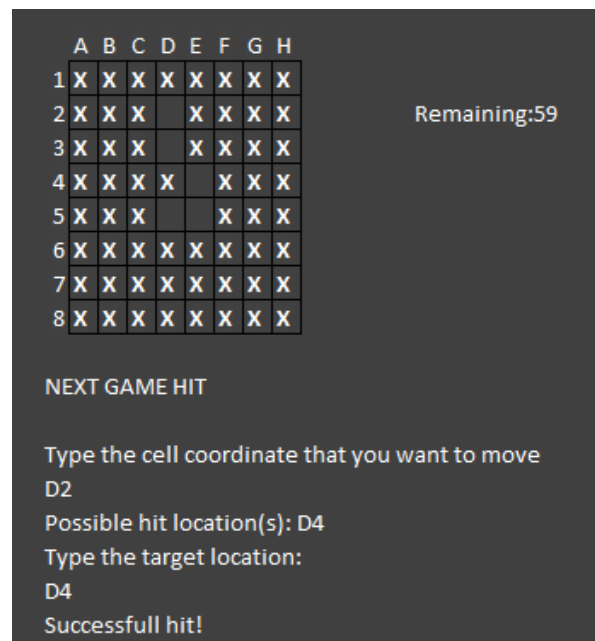 A B C D E F G H
1 X X X X X X X X
2 X X X X X X X Remaining:59
3 X X X X X X X
4 X X X X X X X
5 X X X X X X
6 X X X X X X X X
7 X X X X X X X X
8 X X X X X X X X
NEXT GAME HIT
Type the cell coordinate that you want to move
D2
Possible hit location(s): D4
Type the target location:
D4
Successfull hit!